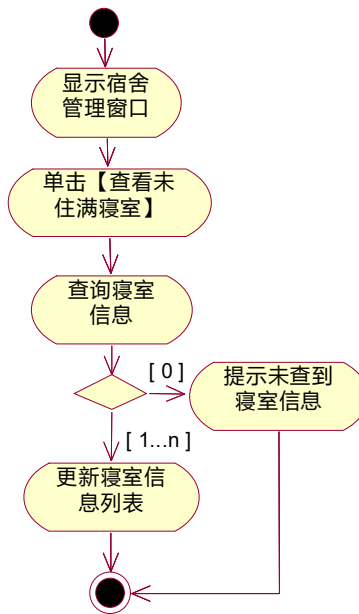 显示宿舍
管理窗口
单击【查看未
住满寝室】
查询寝室
信息
[ 0 ]
提示未查到
寝室信息
[ 1...n ]
更新寝室信
息列表